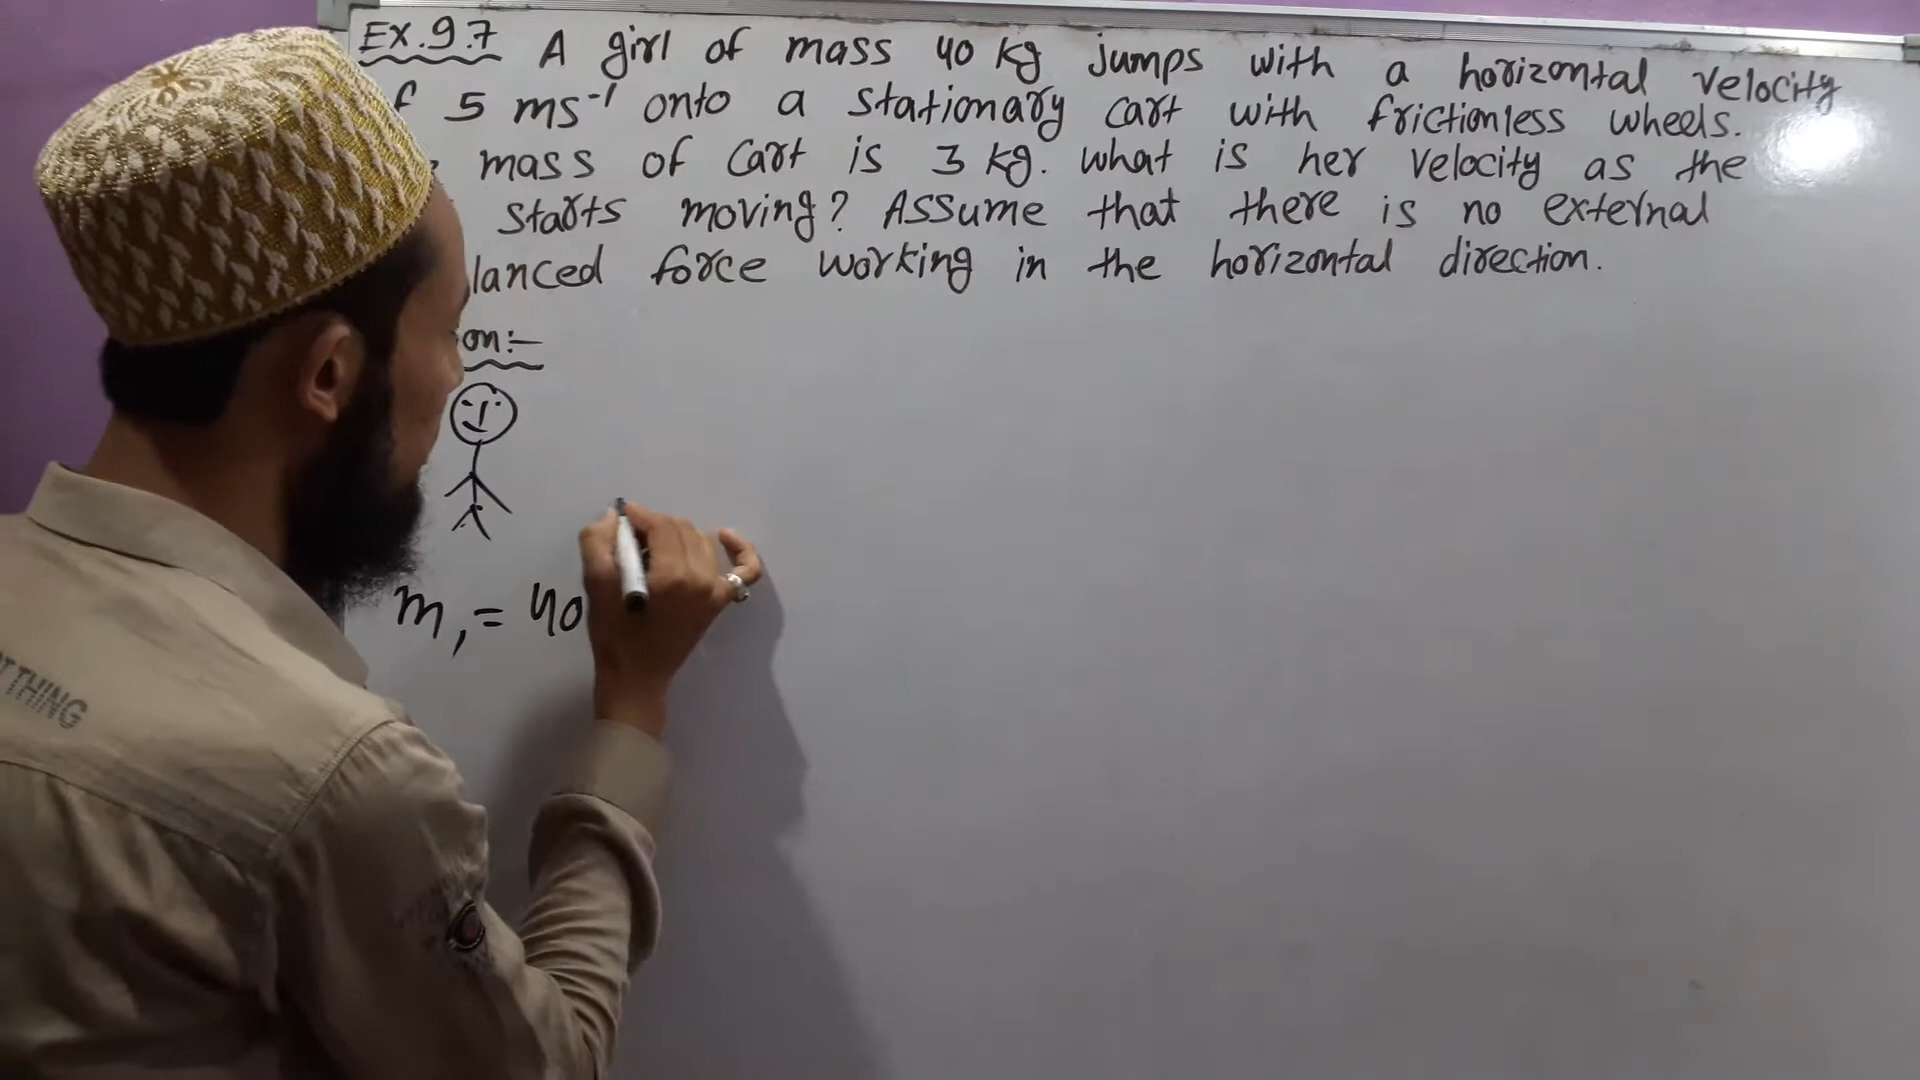 Ex.9.7 A girl of mass 40 kg jumps with a horizontal velocity
f 5 ms⁻¹ onto a stationary cart with frictionless wheels.
mass of cart is 3 kg. what is her velocity as the
starts moving? Assume that there is no external
lanced force working in the horizontal direction.
on:-
m₁ = 40
THING